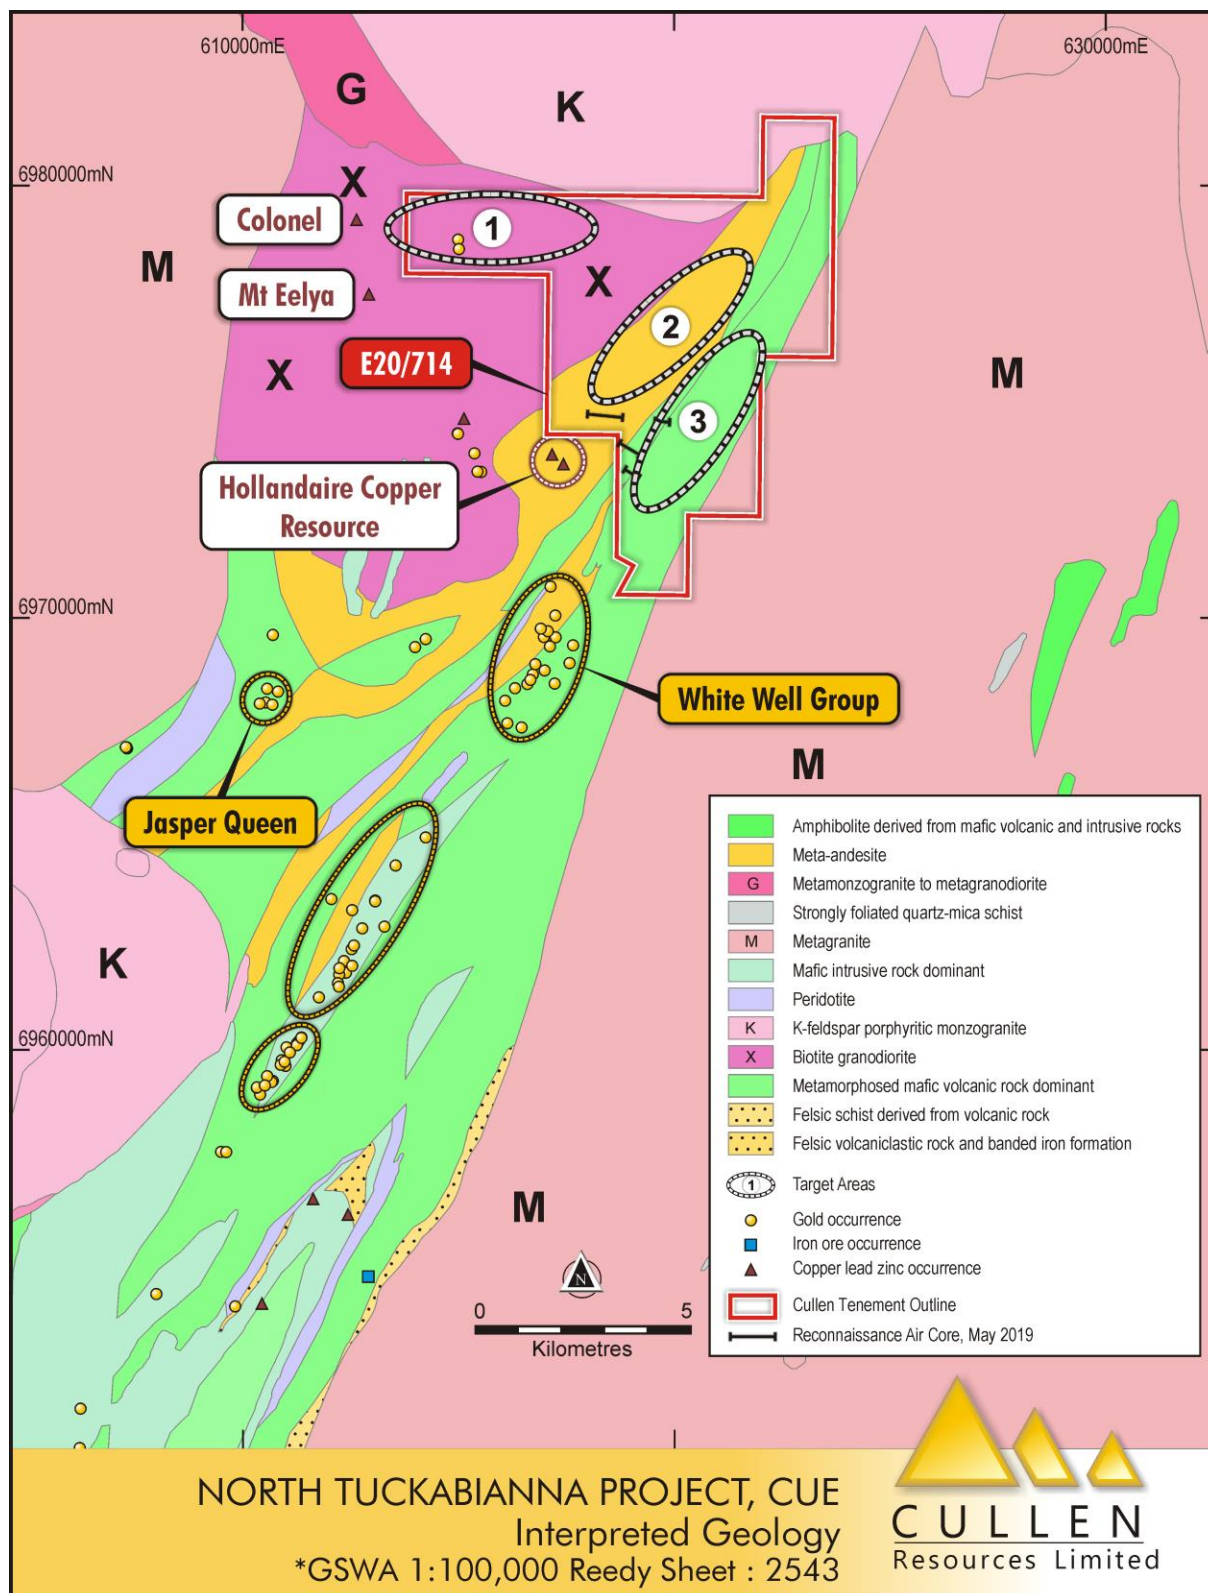 610000mE
630000mE
G
K
6980000mN
X
Colonel
1
M
X
Mt Eelya
2
E20/714
X
M
3
Hollandaire Copper
Resource
6970000mN
White Well Group
M
Jasper Queen
K
6960000mN
M
N
0 5
Kilometres
Amphibolite derived from mafic volcanic and intrusive rocks
Meta-andesite
G Metamonzogranite to metagranodiorite
Strongly foliated quartz-mica schist
M Metagranite
Mafic intrusive rock dominant
Peridotite
K K-feldspar porphyritic monzogranite
X Biotite granodiorite
Metamorphosed mafic volcanic rock dominant
Felsic schist derived from volcanic rock
Felsic volcaniclastic rock and banded iron formation
1 Target Areas
Gold occurrence
Iron ore occurrence
Copper lead zinc occurrence
Cullen Tenement Outline
Reconnaissance Air Core, May 2019
NORTH TUCKABIANNA PROJECT, CUE
Interpreted Geology
*GSWA 1:100,000 Reedy Sheet : 2543
CULLEN
Resources Limited